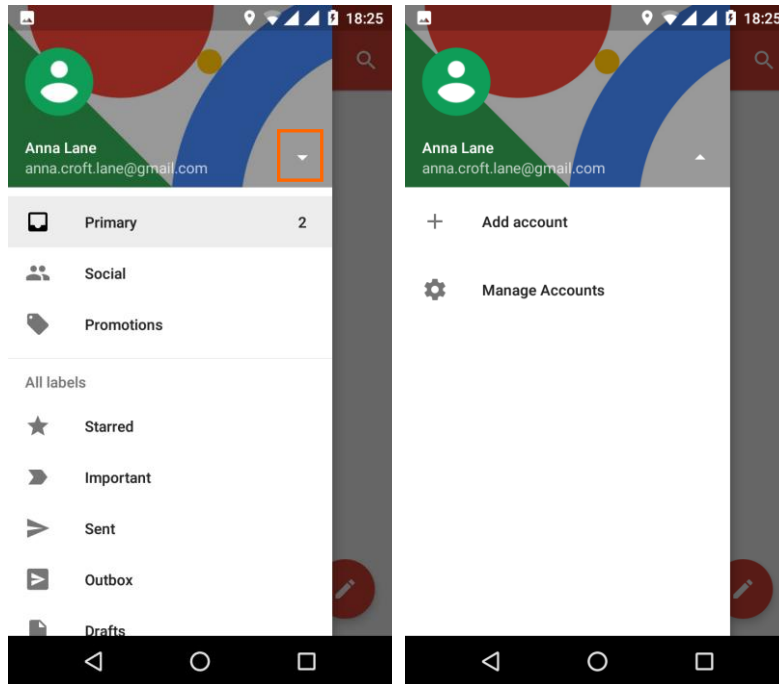 18:25
Anna Lane
anna.croft.lane@gmail.com
Primary 2
Social
Promotions
All labels
Starred
Important
Sent
Outbox
Drafts
18:25
Anna Lane
anna.croft.lane@gmail.com
Add account
Manage Accounts